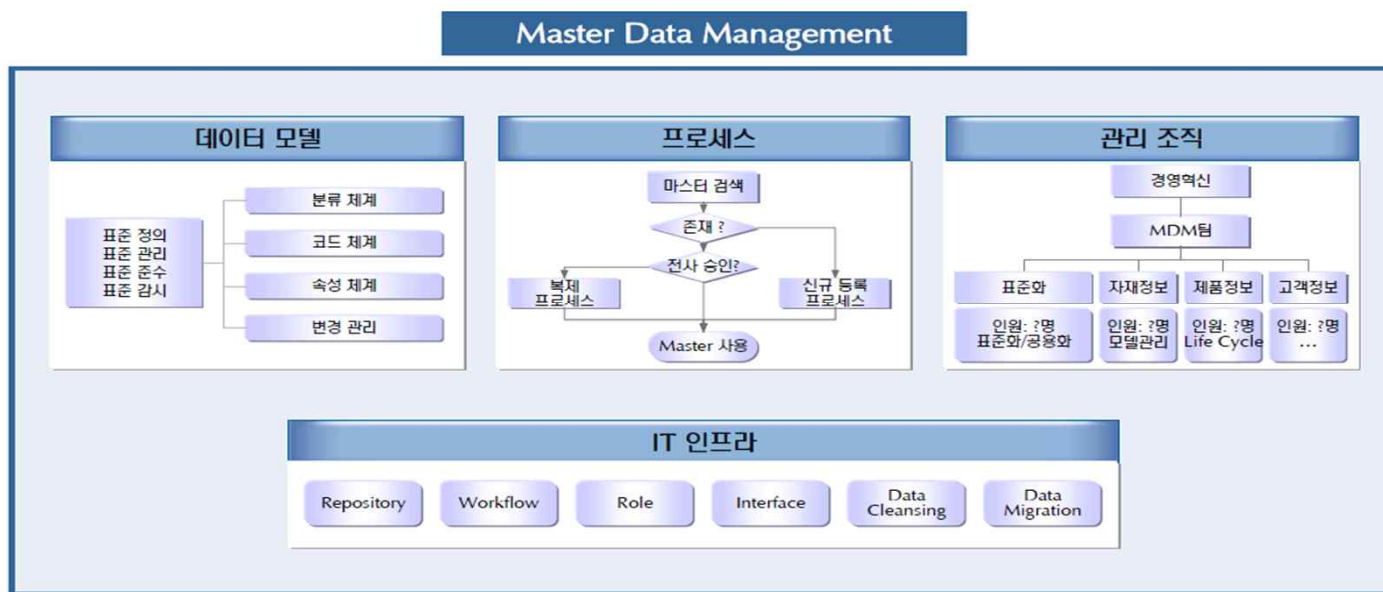 Master Data Management
데이터 모델
표준 정의
표준 관리
표준 준수
표준 감시
분류 체계
코드 체계
속성 체계
변경 관리
프로세스
마스터 검색
존재 ?
전사 승인?
복제
프로세스
신규 등록
프로세스
Master 사용
관리 조직
경영혁신
MDM팀
표준화
자재정보
제품정보
고객정보
인원: ?명
표준화/공용화
인원: ?명
모델관리
인원: ?명
Life Cycle
인원: ?명
...
IT 인프라
Repository
Workflow
Role
Interface
Data
Cleansing
Data
Migration